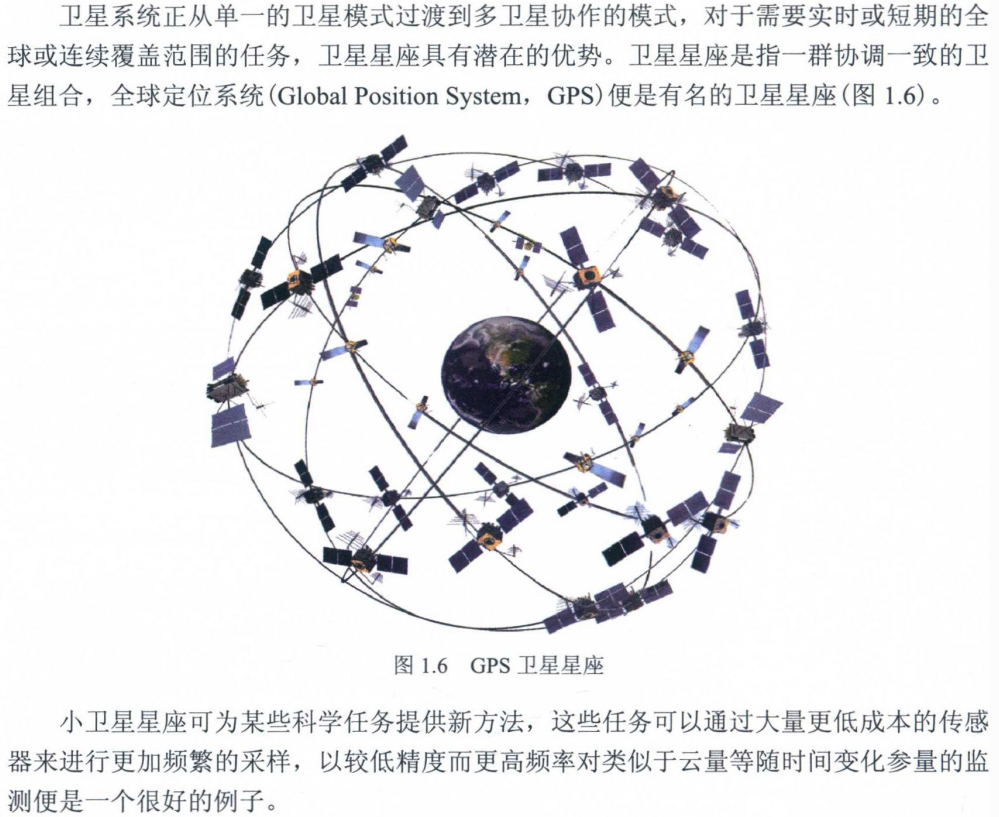 卫星系统正从单一的卫星模式过渡到多卫星协作的模式，对于需要实时或短期的全
球或连续覆盖范围的任务，卫星星座具有潜在的优势。卫星星座是指一群协调一致的卫
星组合，全球定位系统(Global Position System，GPS)便是有名的卫星星座(图 1.6)。
图 1.6 GPS 卫星星座
小卫星星座可为某些科学任务提供新方法，这些任务可以通过大量更低成本的传感
器来进行更加频繁的采样，以较低精度而更高频率对类似于云量等随时间变化参量的监
测便是一个很好的例子。